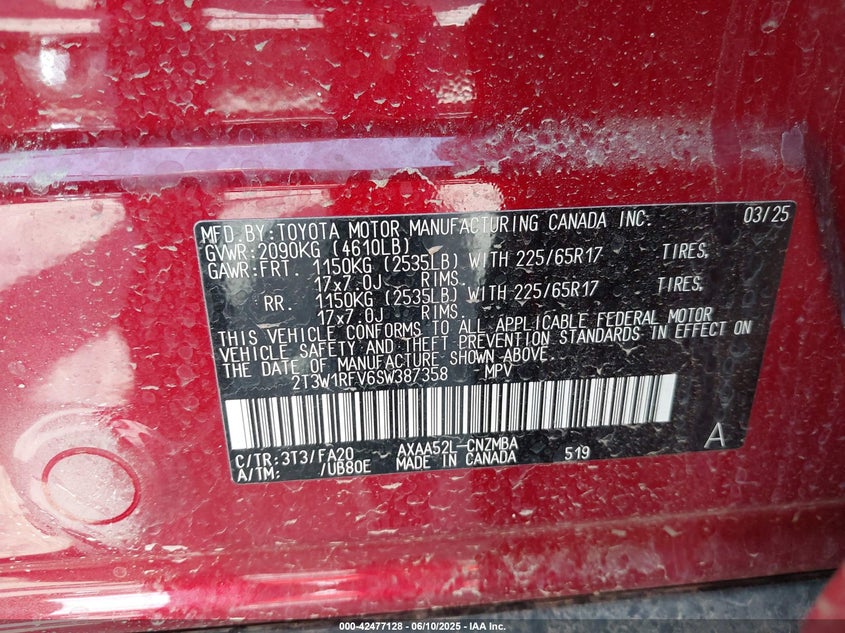 MFD.BY:TOYOTA MOTOR MANUFACTURING CANADA INC. 03/25
GVWR:2090KG (4610LB)
GAWR:FRT. 1150KG (2535LB) WITH 225/65R17 TIRES,
17x7.0J RIMS.
RR. 1150KG (2535LB) WITH 225/65R17 TIRES,
17x7.0J RIMS.
THIS VEHICLE CONFORMS TO ALL APPLICABLE FEDERAL MOTOR
VEHICLE SAFETY AND THEFT PREVENTION STANDARDS IN EFFECT ON
THE DATE OF MANUFACTURE SHOWN ABOVE.
2T3W1RFV6SW387358 MPV
C/TR:3T3/FA20 AXAA52L-CNZMBA A
A/TM: /UB80E MADE IN CANADA 519
000-42477128 - 06/10/2025 - IAA Inc.